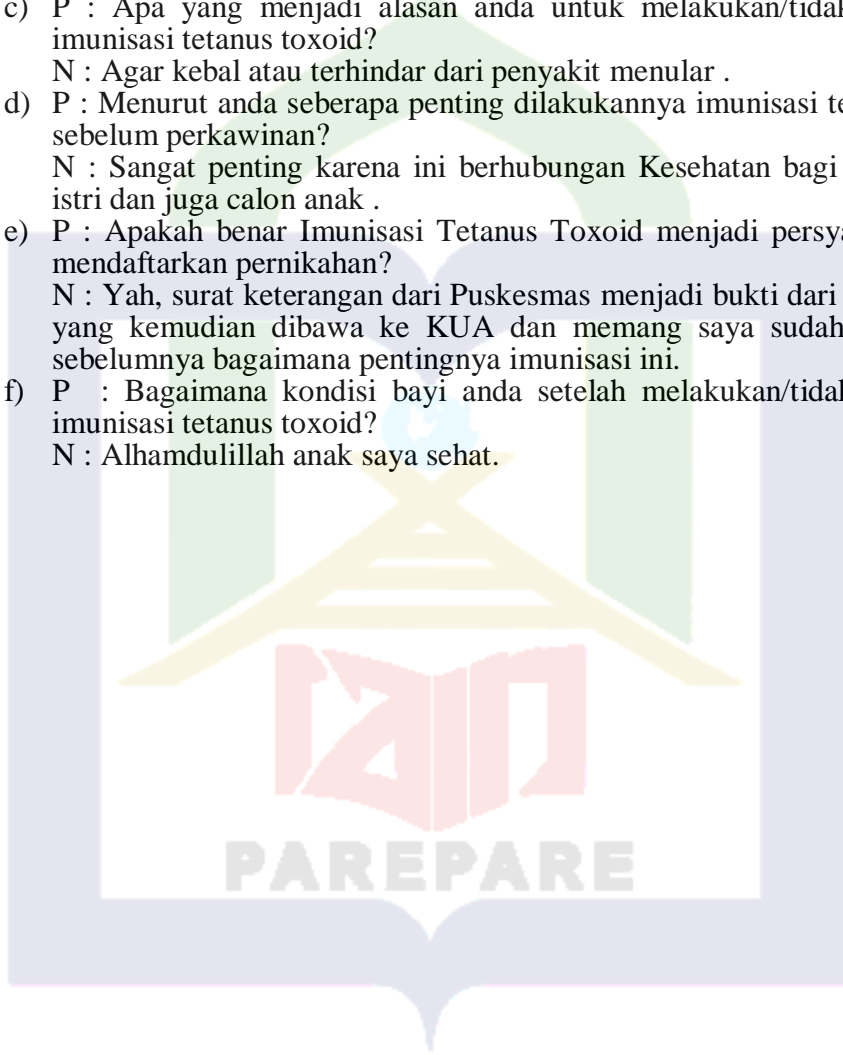 c) P : Apa yang menjadi alasan anda untuk melakukan/tidak
imunisasi tetanus toxoid?
N : Agar kebal atau terhindar dari penyakit menular .
d) P : Menurut anda seberapa penting dilakukannya imunisasi te
sebelum perkawinan?
N : Sangat penting karena ini berhubungan Kesehatan bagi
istri dan juga calon anak .
e) P : Apakah benar Imunisasi Tetanus Toxoid menjadi persya
mendaftarkan pernikahan?
N : Yah, surat keterangan dari Puskesmas menjadi bukti dari
yang kemudian dibawa ke KUA dan memang saya sudah
sebelumnya bagaimana pentingnya imunisasi ini.
f) P : Bagaimana kondisi bayi anda setelah melakukan/tidak
imunisasi tetanus toxoid?
N : Alhamdulillah anak saya sehat.
iain
PAREPARE